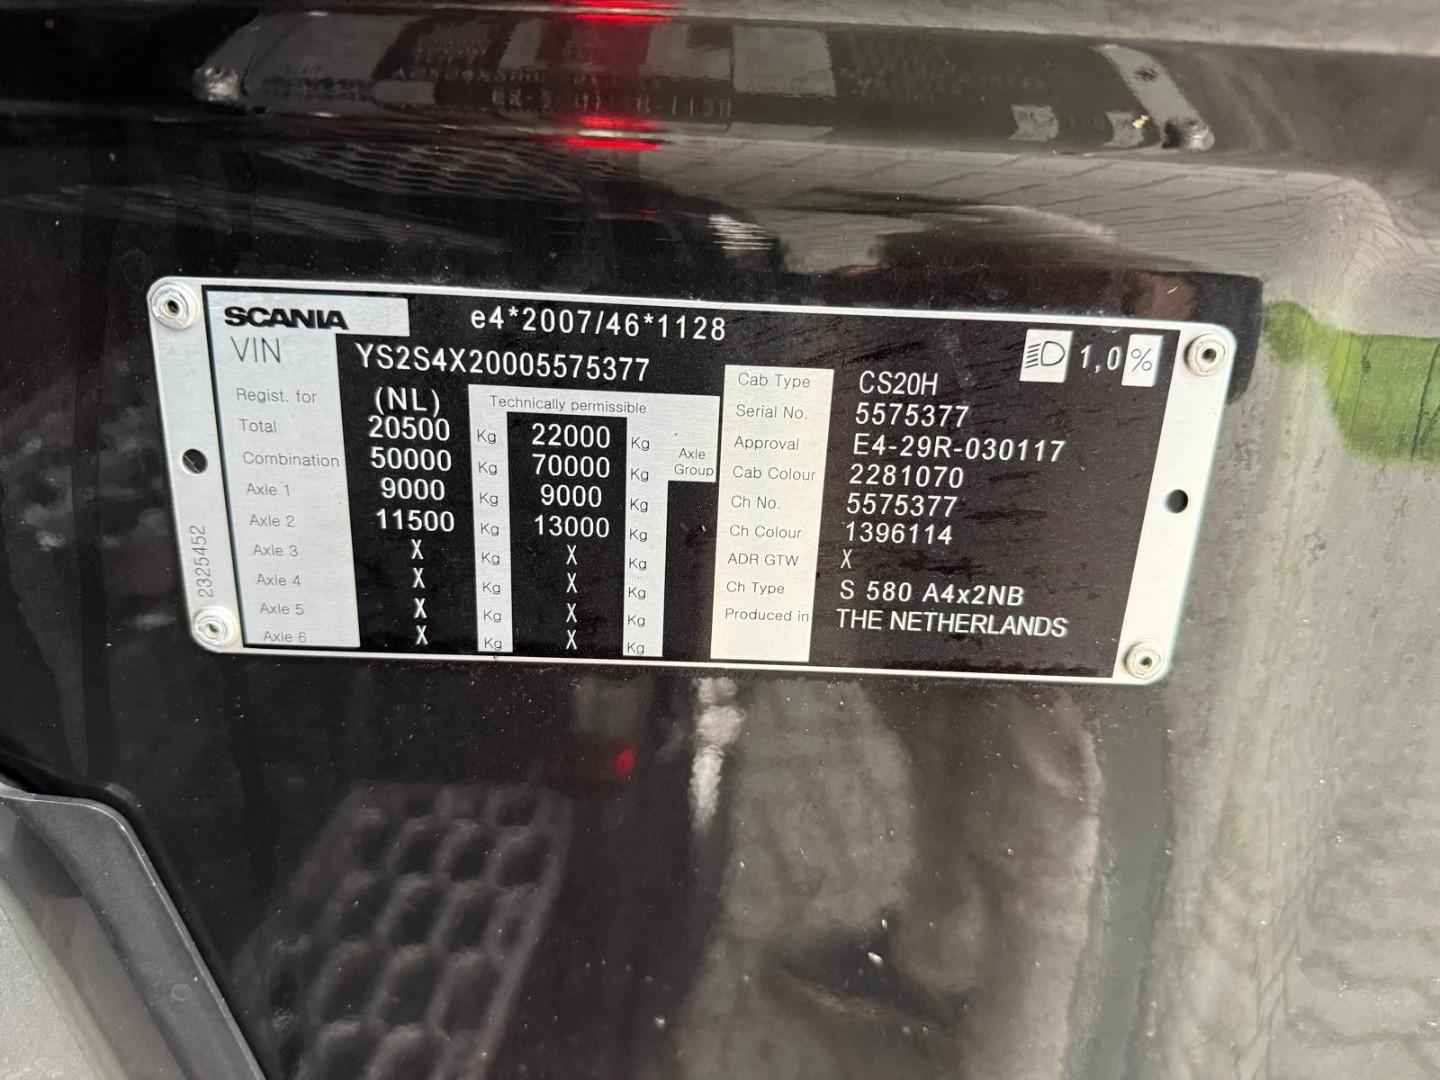 SCANIA e4*2007/46*1128
VIN YS2S4X20005575377
1,0 %
Regist. for (NL) Technically permissible
Total 20500 Kg 22000 Kg
Combination 50000 Kg 70000 Kg Axle Group
Axle 1 9000 Kg 9000 Kg
Axle 2 11500 Kg 13000 Kg
Axle 3 X Kg X Kg
Axle 4 X Kg X Kg
Axle 5 X Kg X Kg
Axle 6 X Kg X Kg
Cab Type CS20H
Serial No. 5575377
Approval E4-29R-030117
Cab Colour 2281070
Ch No. 5575377
Ch Colour 1396114
ADR GTW X
Ch Type S 580 A4x2NB
Produced in THE NETHERLANDS
2325452